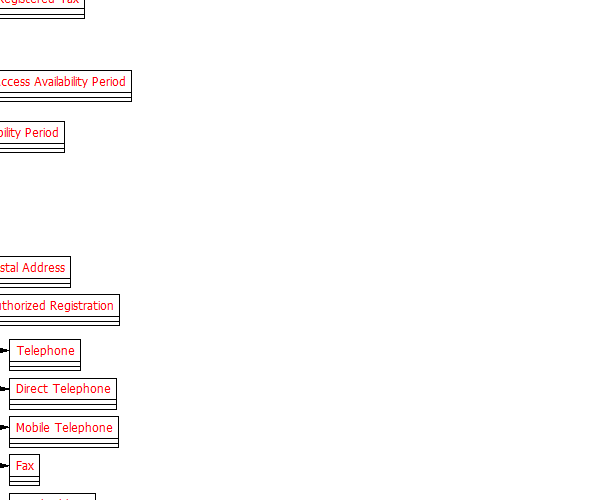 Registered Tax
ccess Availability Period
bility Period
stal Address
thorized Registration
Telephone
Direct Telephone
Mobile Telephone
Fax